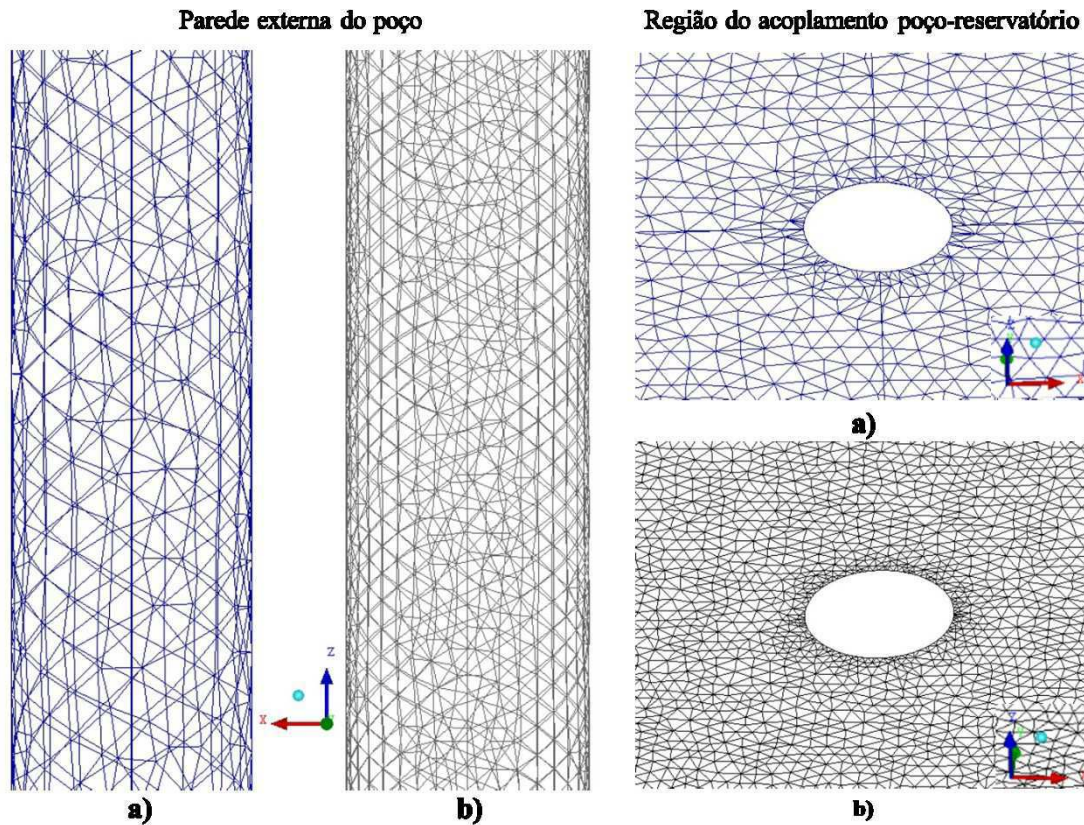 Parede externa do poço
Região do acoplamento poço-reservatório
z
x
a)
b)
z
x
a)
z
b)